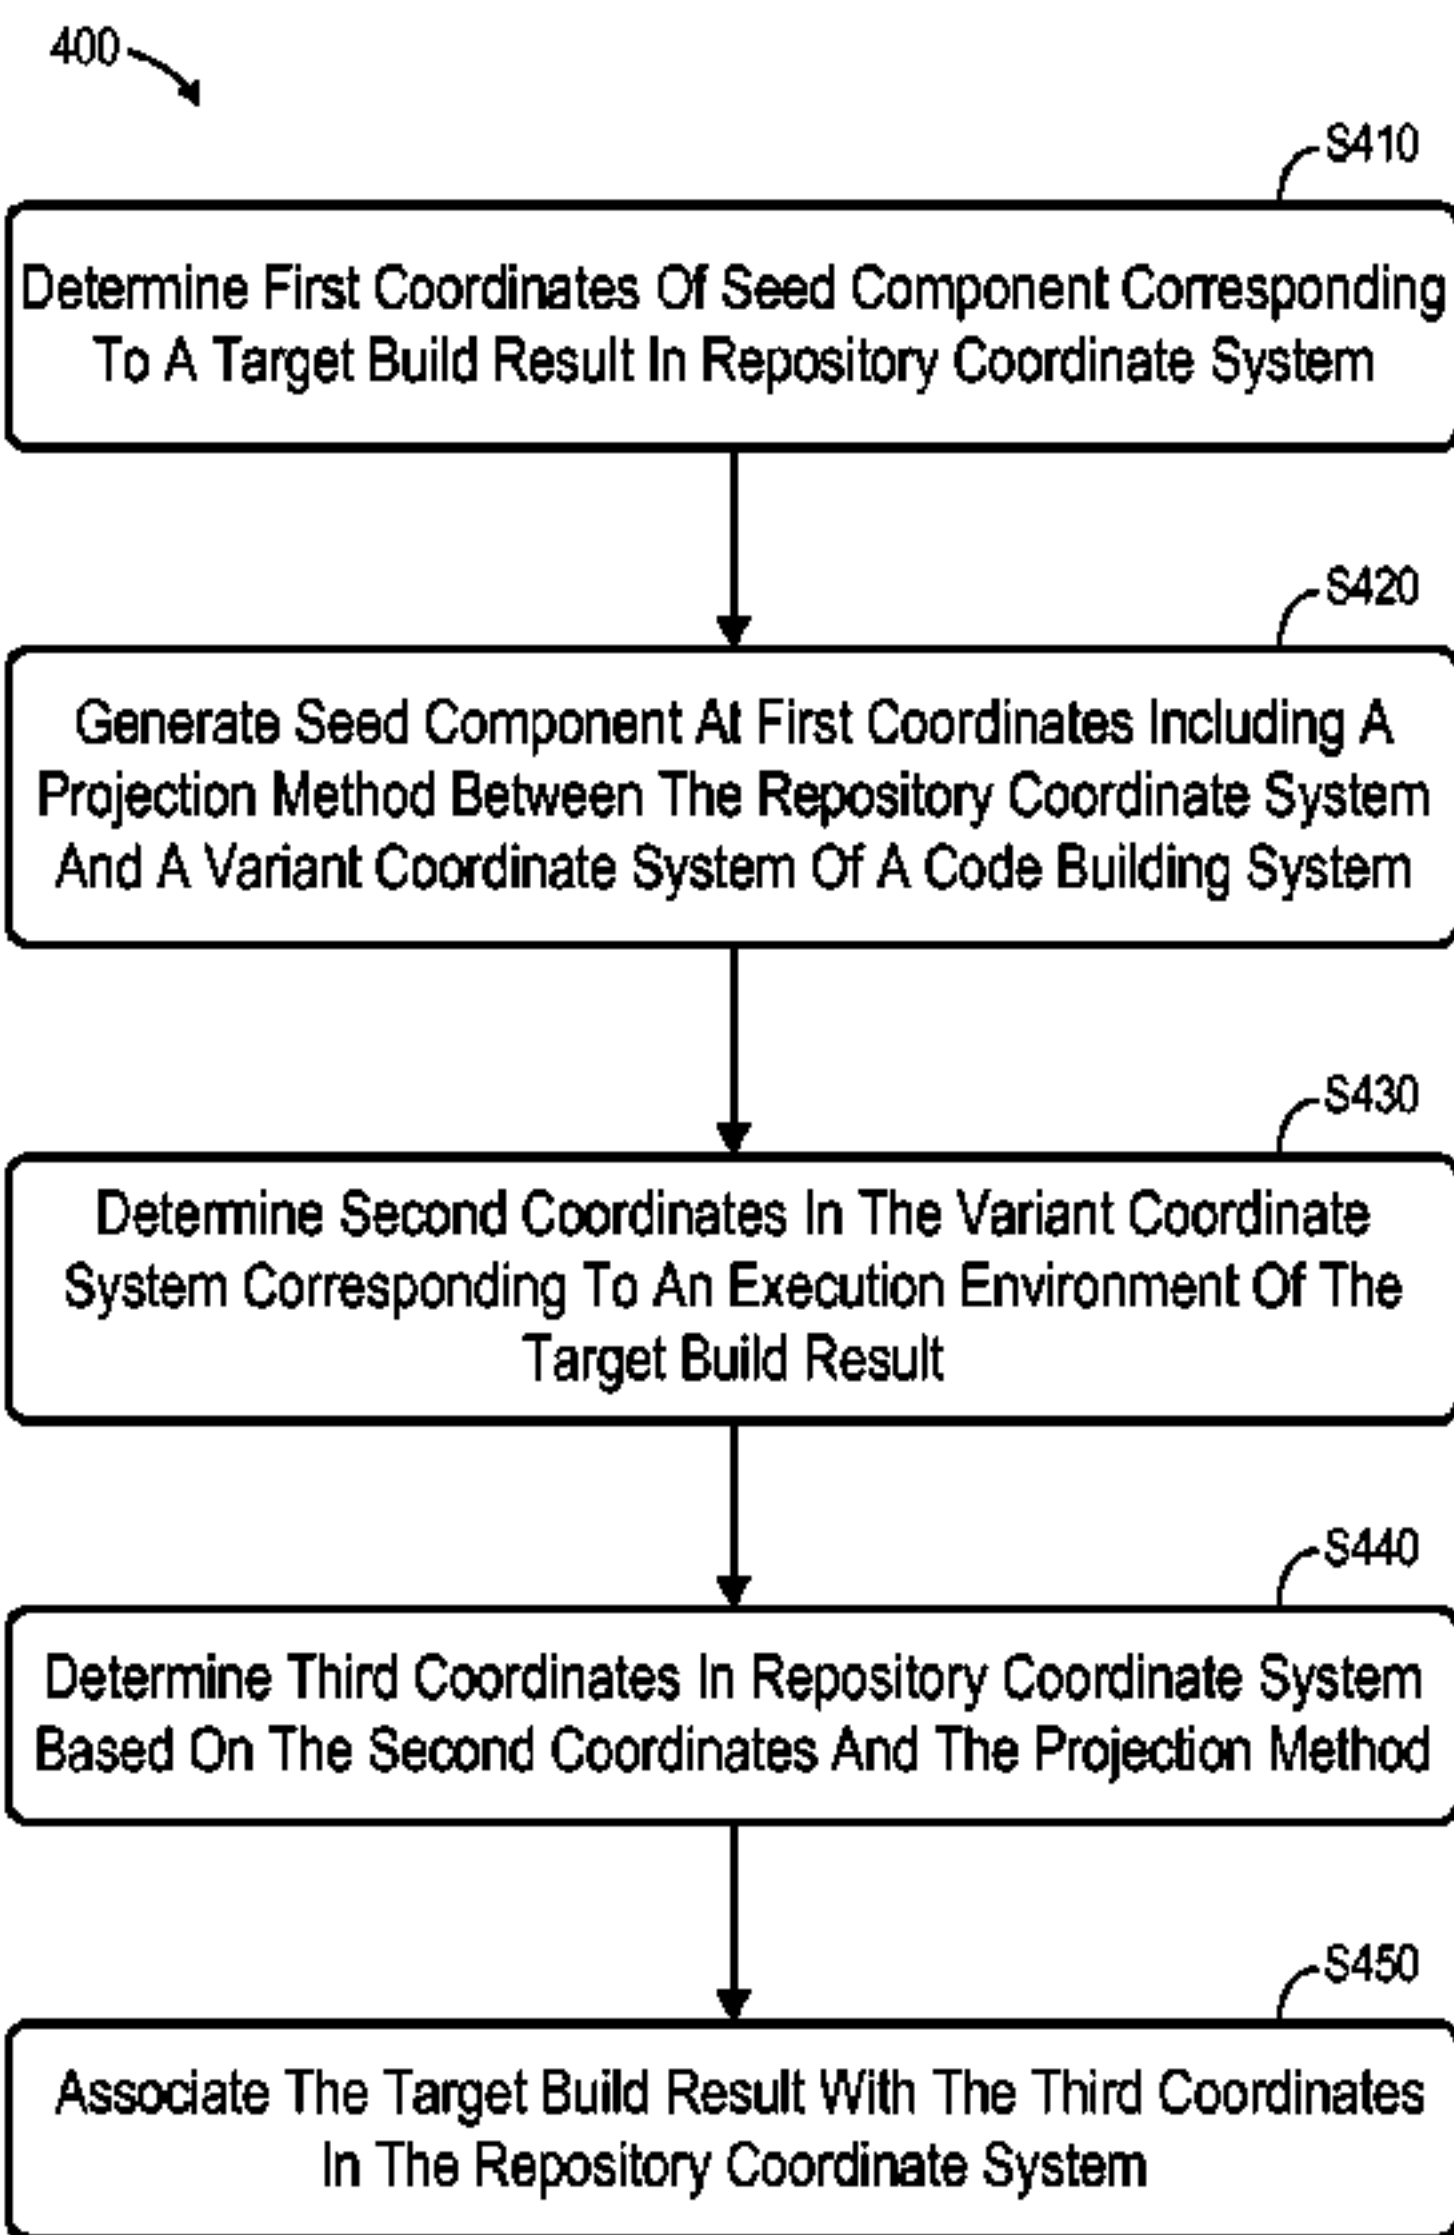 400
S410
Determine First Coordinates Of Seed Component Corresponding
To A Target Build Result In Repository Coordinate System
S420
Generate Seed Component At First Coordinates Including A
Projection Method Between The Repository Coordinate System
And A Variant Coordinate System Of A Code Building System
S430
Determine Second Coordinates In The Variant Coordinate
System Corresponding To An Execution Environment Of The
Target Build Result
S440
Determine Third Coordinates In Repository Coordinate System
Based On The Second Coordinates And The Projection Method
S450
Associate The Target Build Result With The Third Coordinates
In The Repository Coordinate System